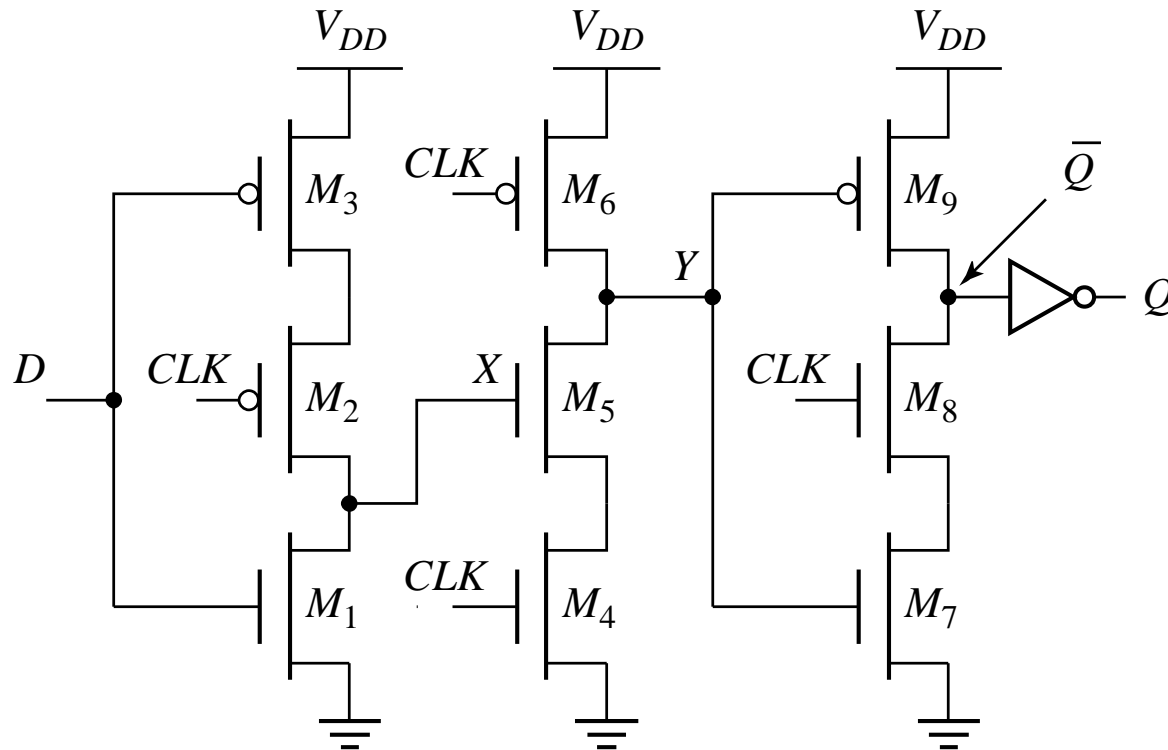 V_DD V_DD V_DD
Q̅
CLK
M_3 M_6 M_9
Y
Q
D CLK X CLK
M_2 M_5 M_8
CLK
M_1 M_4 M_7